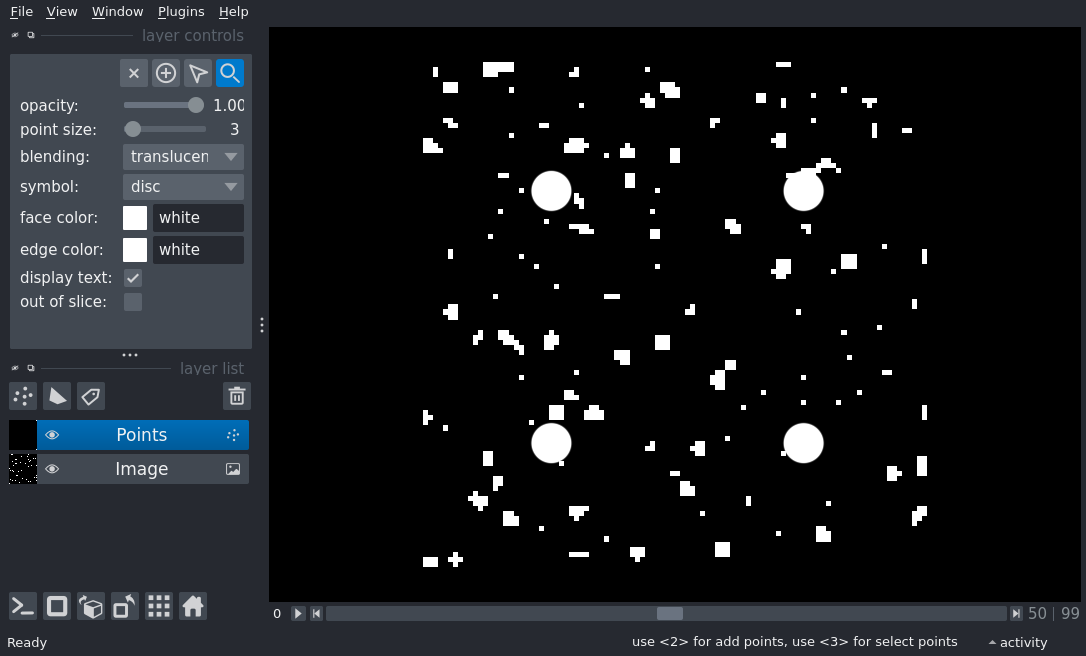 File View Window Plugins Help
layer controls
opacity: 1.00
point size: 3
blending: translucen
symbol: disc
face color: white
edge color: white
display text:
out of slice:
layer list
Points
Image
0 50 99
Ready use <2> for add points, use <3> for select points activity